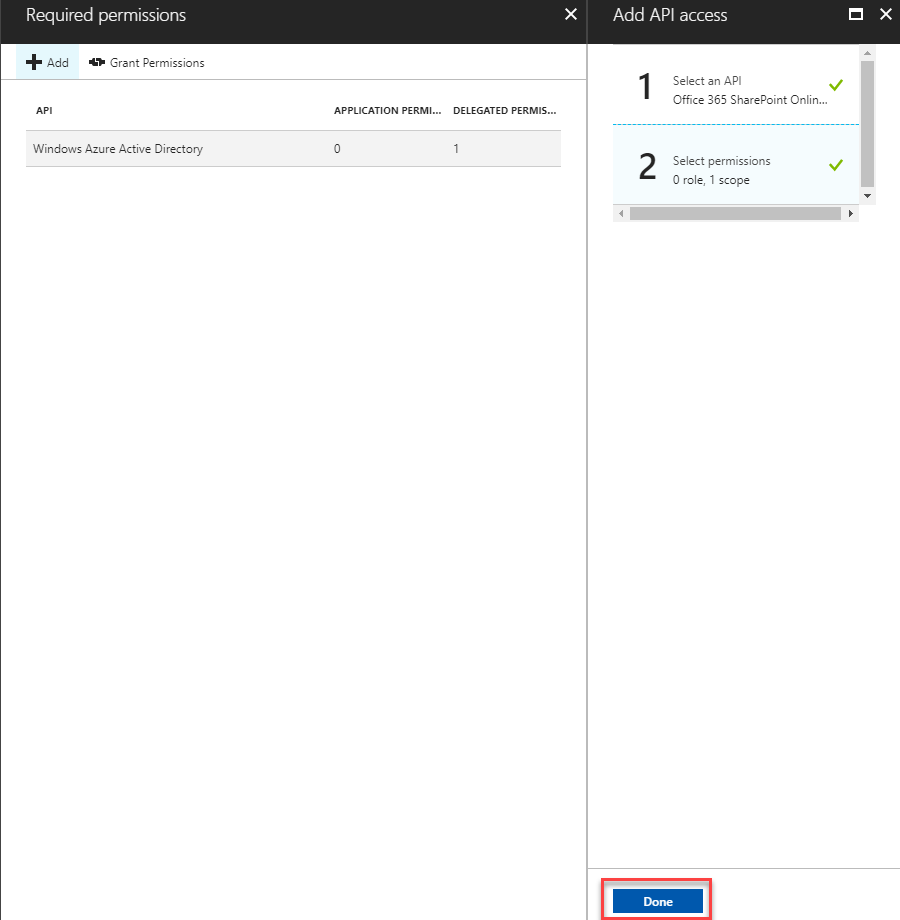 Required permissions
Add
Grant Permissions
API APPLICATION PERMI... DELEGATED PERMIS...
Windows Azure Active Directory 0 1
Add API access
1
Select an API
Office 365 SharePoint Onlin...
2
Select permissions
0 role, 1 scope
Done